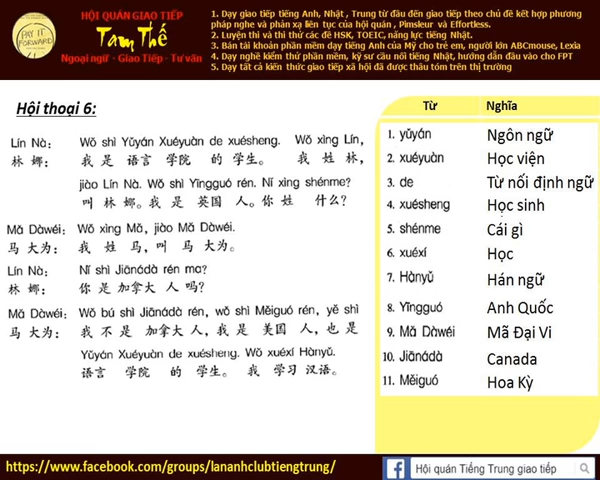 PAY IT
FORWARD
HỘI QUÁN GIAO TIẾP
Tam Thế
Ngoại ngữ - Giao Tiếp - Tư vấn
1. Dạy giao tiếp tiếng Anh, Nhật , Trung từ đầu đến giao tiếp theo chủ đề kết hợp phương
pháp nghe và phản xạ liên tục của hội quán , Pimsleur và Effortless.
2. Luyện thi và thi thử các đề HSK, TOEIC, năng lực tiếng Nhật.
3. Bán tài khoản phần mềm dạy tiếng Anh của Mỹ cho trẻ em, người lớn ABCmouse, Lexia
4. Dạy nghề kiểm thử phần mềm, kỹ sư cầu nối tiếng Nhật, hướng dẫn đầu vào cho FPT
5. Dạy tất cả kiến thức giao tiếp xã hội đã được thâu tóm trên thị trường
Hội thoại 6:
Lín Nà: Wǒ shì Yǔyán Xuéyuàn de xuésheng. Wǒ xìng Lín,
林 娜: 我 是 语言 学院 的 学生。 我 姓 林,
jiào Lín Nà. Wǒ shì Yīngguó rén. Nǐ xìng shénme?
叫 林 娜。我 是 英国 人。你 姓 什么?
Mǎ Dàwéi: Wǒ xìng Mǎ, jiào Mǎ Dàwéi.
马 大为: 我 姓 马, 叫 马 大为。
Lín Nà: Nǐ shì Jiānádà rén ma?
林 娜: 你 是 加拿大 人 吗?
Mǎ Dàwéi: Wǒ bú shì Jiānádà rén, wǒ shì Měiguó rén, yě shì
马 大为: 我 不 是 加拿大 人, 我 是 美国 人, 也 是
Yǔyán Xuéyuàn de xuésheng. Wǒ xuéxí Hànyǔ.
语言 学院 的 学生。 我 学习 汉语。
Từ Nghĩa
1. yǔyán Ngôn ngữ
2. xuéyuàn Học viện
3. de Từ nối định ngữ
4. xuésheng Học sinh
5. shénme Cái gì
6. xuéxí Học
7. Hànyǔ Hán ngữ
8. Yīngguó Anh Quốc
9. Mǎ Dàwéi Mã Đại Vi
10. Jiānádà Canada
11. Měiguó Hoa Kỳ
https://www.facebook.com/groups/lananhclubtiengtrung/
f Hội quán Tiếng Trung giao tiếp